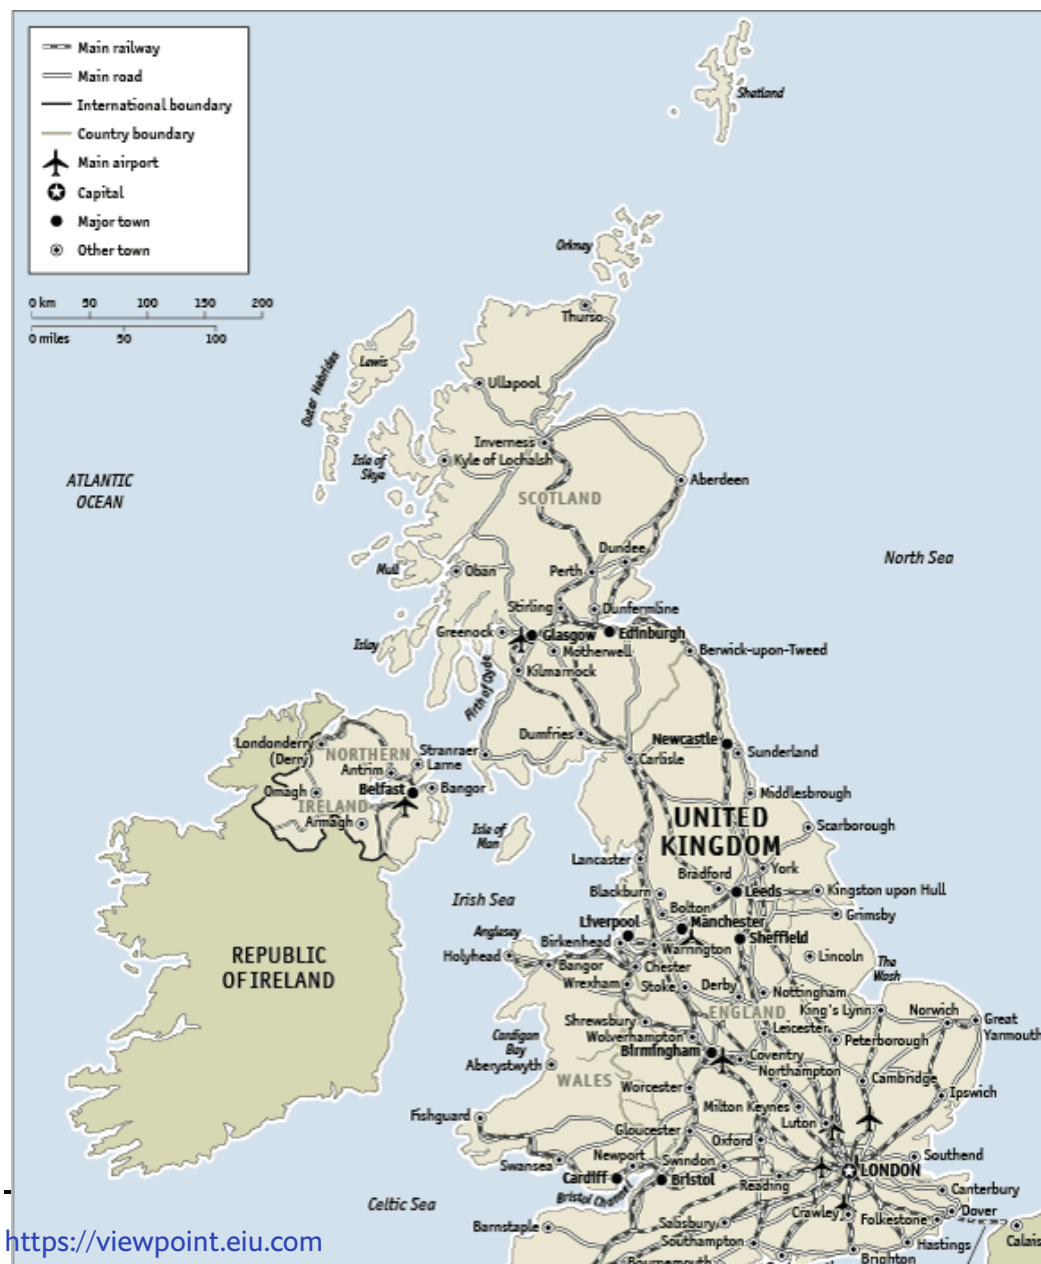 Main railway
Main road
International boundary
Country boundary
Main airport
Capital
Major town
Other town
0 km 50 100 150 200
0 miles 50 100
Shetland
Orkney
Thurso
Outer Hebrides
Lewis
Ullapool
Inverness
Isle of
Skye
Kyle of Lochalsh
ATLANTIC
OCEAN
SCOTLAND
Aberdeen
North Sea
Mull
Oban
Perth
Dundee
Stirling
Dunfermline
Islay
Greenock
Glasgow
Edinburgh
Motherwell
Berwick-upon-Tweed
Kilmarnock
Firth of Clyde
Dumfries
Newcastle
Sunderland
Londonderry
(Derry)
NORTHERN
IRELAND
Stranraer
Larne
Antrim
Carlisle
Omagh
Belfast
Bangor
Armagh
Middlesbrough
UNITED
KINGDOM
Scarborough
Isle of
Man
Lancaster
York
Bradford
Leeds
Kingston upon Hull
Irish Sea
Blackburn
Bolton
Grimsby
Liverpool
Manchester
Anglesey
Birkenhead
Warrington
Sheffield
Holyhead
Bangor
Chester
Lincoln
The
Wash
REPUBLIC
OF IRELAND
Wrexham
Stoke
Derby
Nottingham
ENGLAND
King's Lynn
Norwich
Great
Yarmouth
Shrewsbury
Leicester
Cardigan
Bay
Wolverhampton
Peterborough
Birmingham
Coventry
Aberystwyth
WALES
Northampton
Cambridge
Worcester
Ipswich
Milton Keynes
Fishguard
Luton
Gloucester
Oxford
Swansea
Newport
Swindon
LONDON
Southend
Cardiff
Bristol
Reading
Canterbury
Bristol Channel
Celtic Sea
Crawley
Dover
Folkestone
Barnstaple
Salisbury
Southampton
Hastings
Calais
Bournemouth
Brighton
https://viewpoint.eiu.com